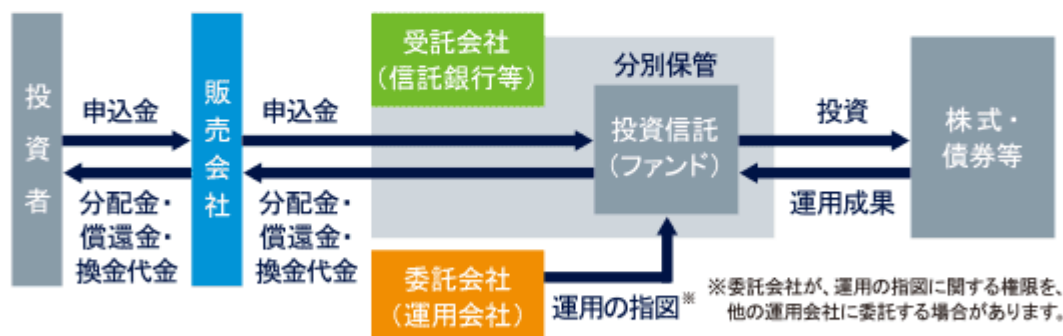 投資者
申込金
分配金・
償還金・
換金代金
販売会社
申込金
分配金・
償還金・
換金代金
受託会社
（信託銀行等）
分別保管
投資信託
（ファンド）
委託会社
（運用会社）
運用の指図※
投資
運用成果
株式・
債券等
※委託会社が、運用の指図に関する権限を、
他の運用会社に委託する場合があります。